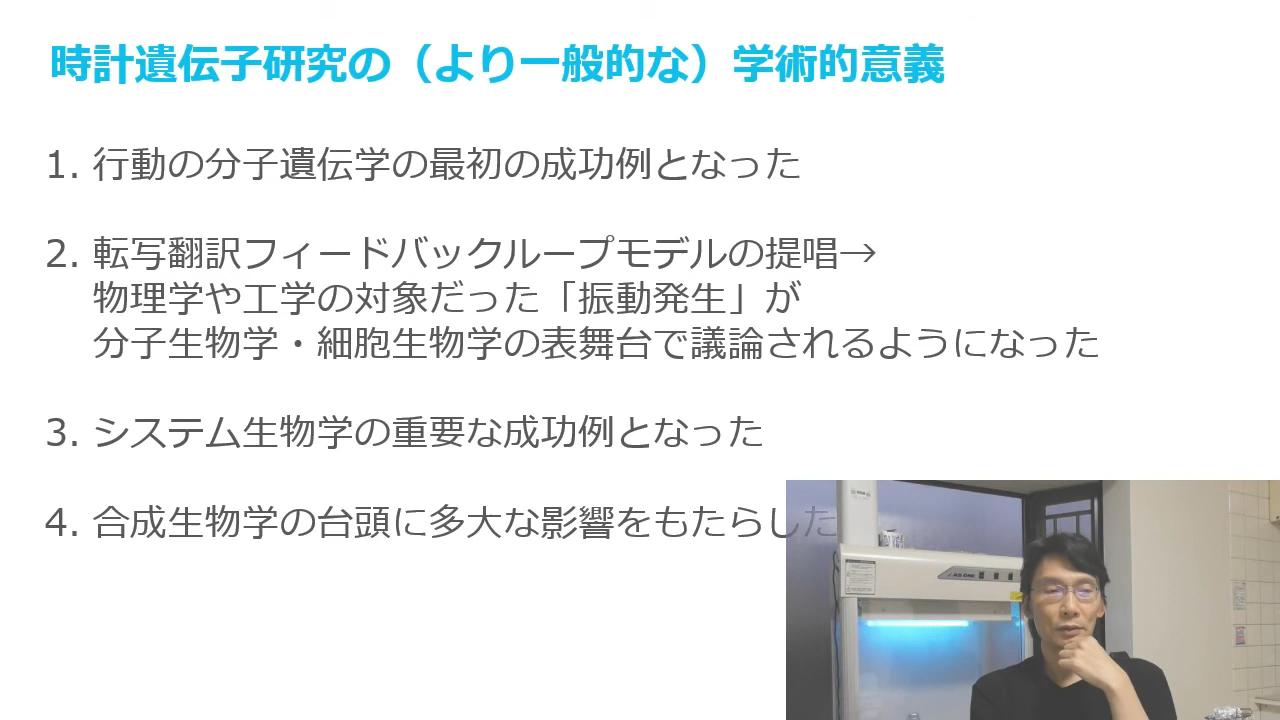 時計遺伝子研究の（より一般的な）学術的意義
1. 行動の分子遺伝学の最初の成功例となった
2. 転写翻訳フィードバックループモデルの提唱→
物理学や工学の対象だった「振動発生」が
分子生物学・細胞生物学の表舞台で議論されるようになった
3. システム生物学の重要な成功例となった
4. 合成生物学の台頭に多大な影響をもたらした
AS ONE